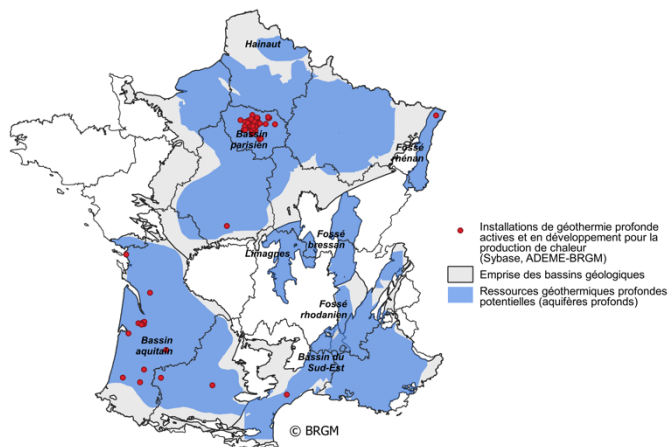 Hainaut
Bassin
parisien
Fossé
rhénan
Fossé
bressan
Limagnes
Fossé
rhodanien
Bassin
aquitain
Bassin du
Sud-Est
Installations de géothermie profonde
actives et en développement pour la
production de chaleur
(Sybase, ADEME-BRGM)
Emprise des bassins géologiques
Ressources géothermiques profondes
potentielles (aquifères profonds)
© BRGM